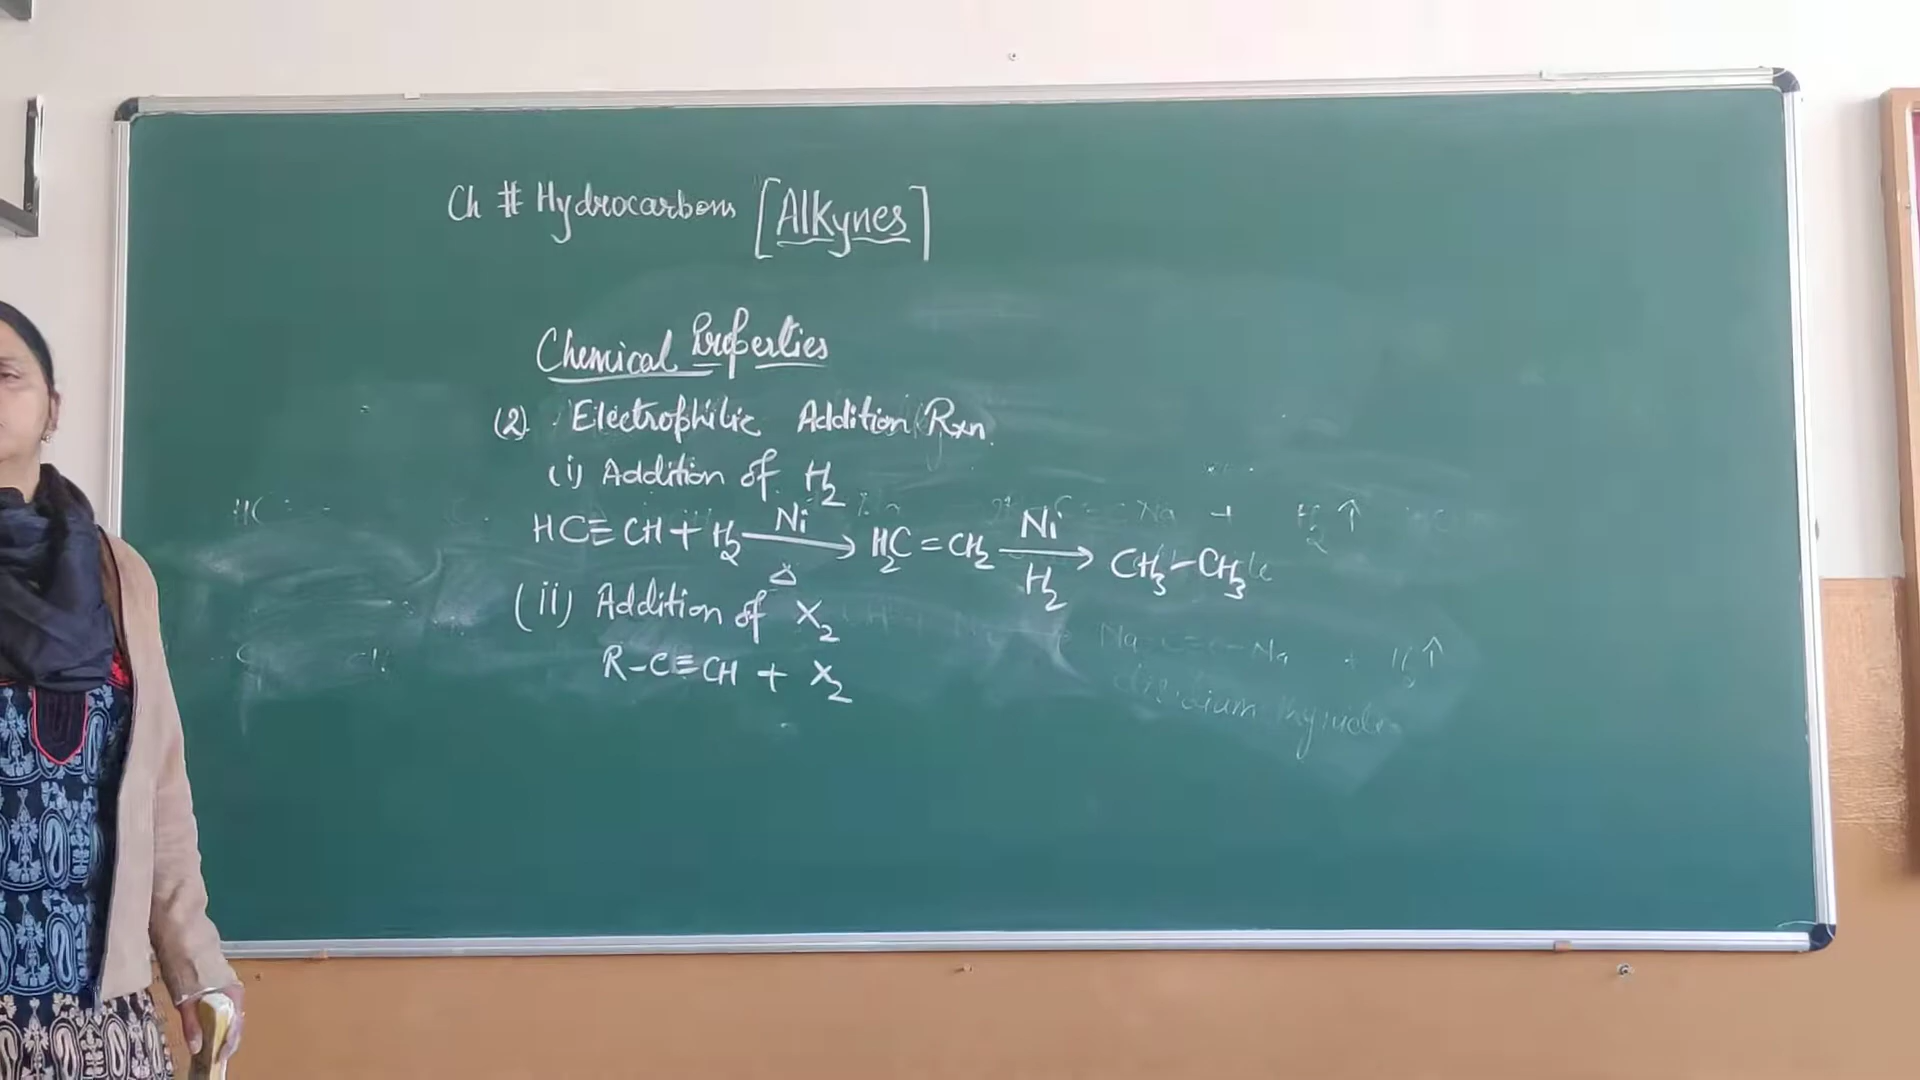 Ch # Hydrocarbons [Alkynes]
Chemical Properties
(2) Electrophilic Addition Rxn.
(i) Addition of H2
HC≡CH + H2 —Ni/Δ→ H2C=CH2 —Ni/H2→ CH3-CH3
(ii) Addition of X2
R-C≡CH + X2